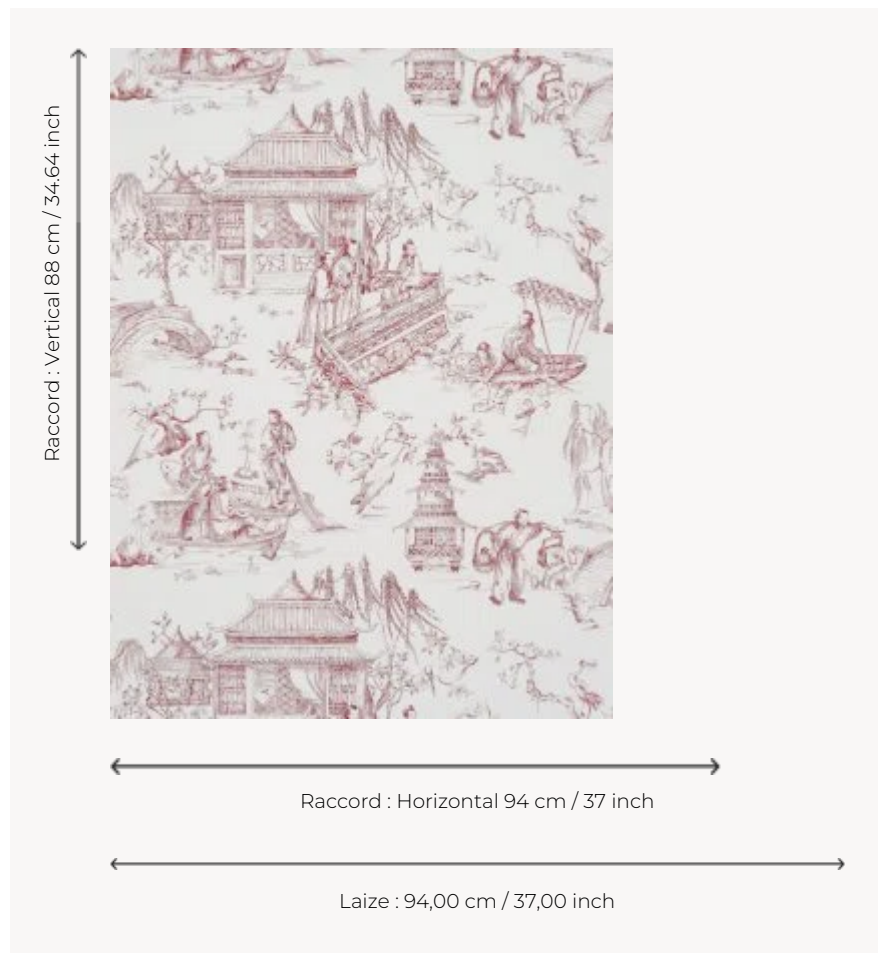 Raccord : Vertical 88 cm / 34.64 inch
Raccord : Horizontal 94 cm / 37 inch
Laize : 94,00 cm / 37,00 inch